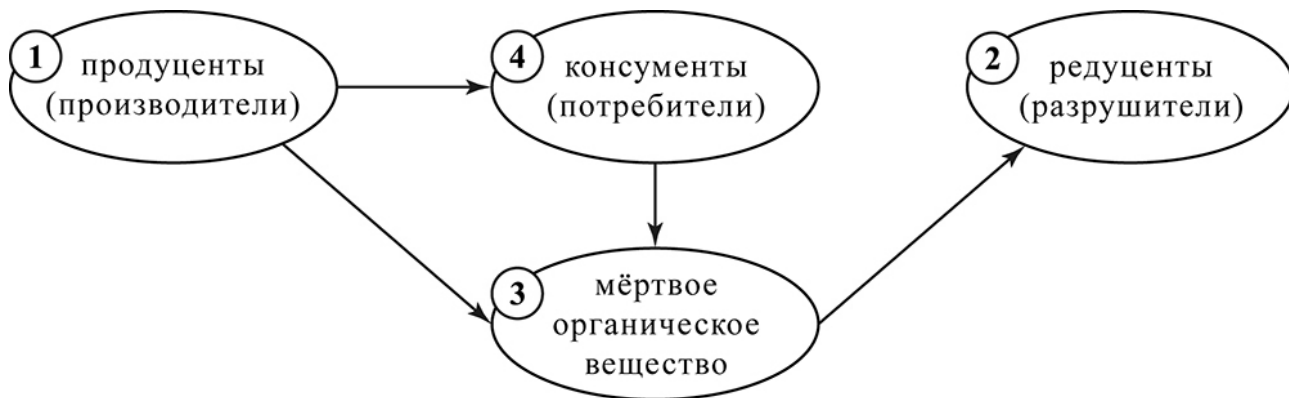 1
продуценты
(производители)
4
консументы
(потребители)
2
редуценты
(разрушители)
3
мёртвое
органическое
вещество